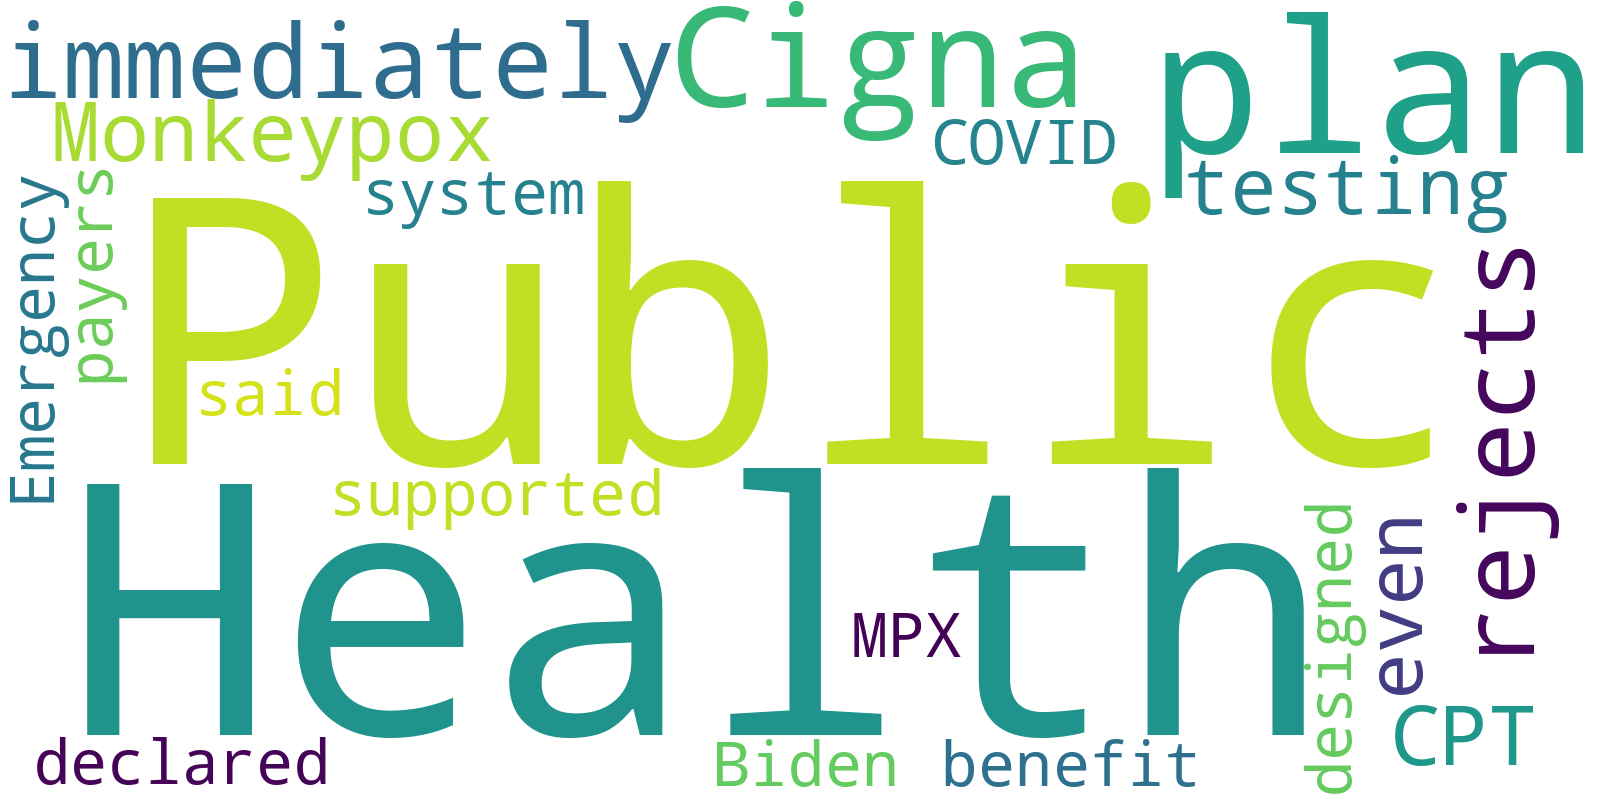 immediately
Cigna
plan
Monkeypox
COVID
testing
system
Emergency
payers
Public
rejects
said
supported
Health
MPX
designed
even
CPT
declared
Biden
benefit